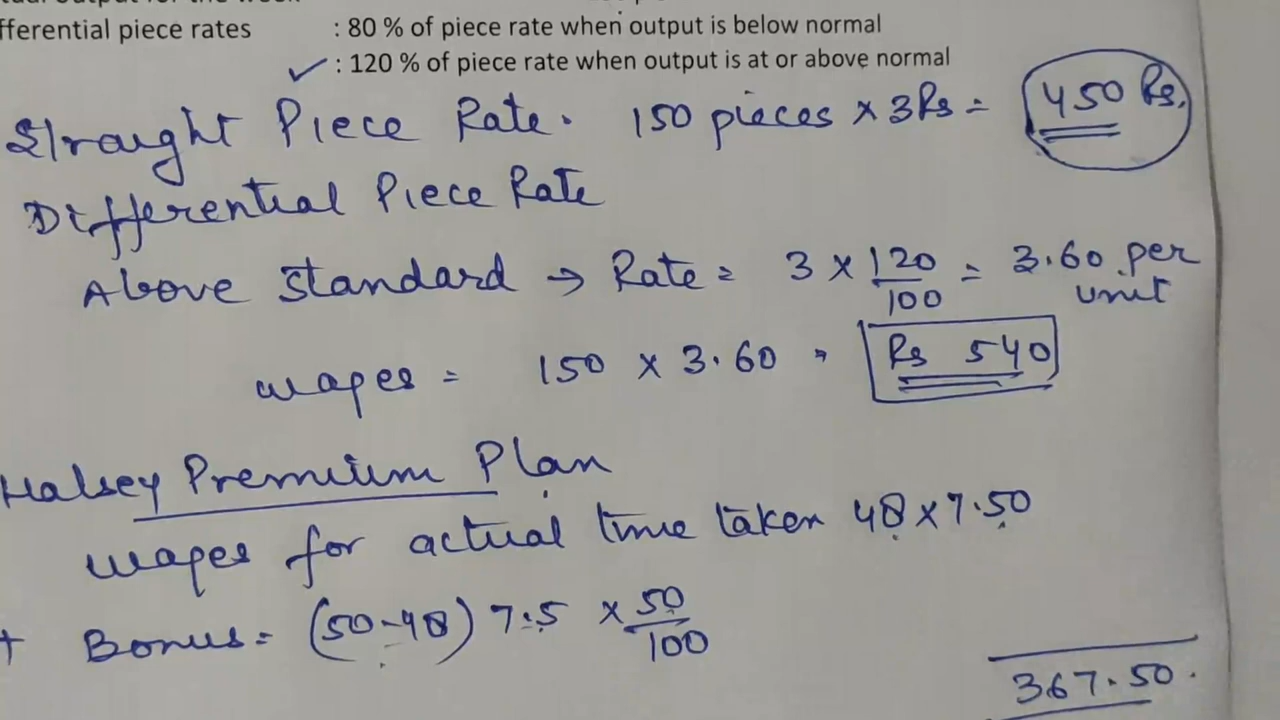 fferential piece rates : 80 % of piece rate when output is below normal
✓ : 120 % of piece rate when output is at or above normal
Straight Piece Rate. 150 pieces × 3Rs = 450 Rs.
Differential Piece Rate
Above Standard → Rate = 3 × 120/100 = 3.60 per unit
wages = 150 × 3.60 = Rs 540
Halsey Premium Plan
wages for actual time taken 48 × 7.50
+ Bonus = (50-48) 7.5 × 50/100
367.50.